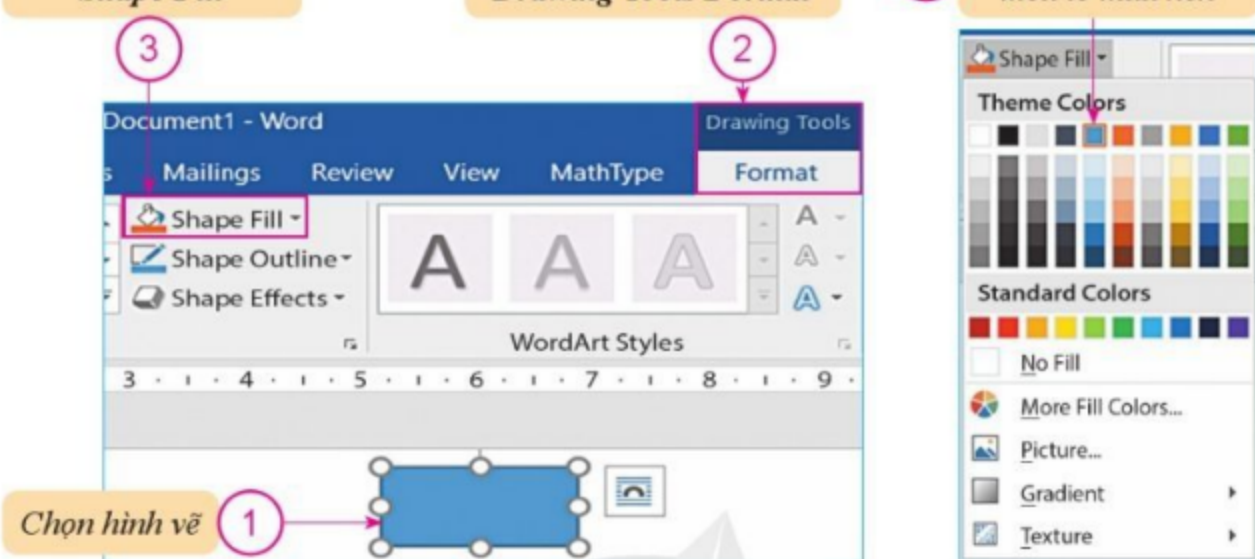 3
2
Document1 - Word
Drawing Tools
Mailings Review View MathType Format
Shape Fill
Shape Outline
Shape Effects
A A A
A
A
A
WordArt Styles
3 · ı · 4 · ı · 5 · ı · 6 · ı · 7 · ı · 8 · ı · 9 ·
Chọn hình vẽ 1
Shape Fill
Theme Colors
Standard Colors
No Fill
More Fill Colors...
Picture...
Gradient
Texture